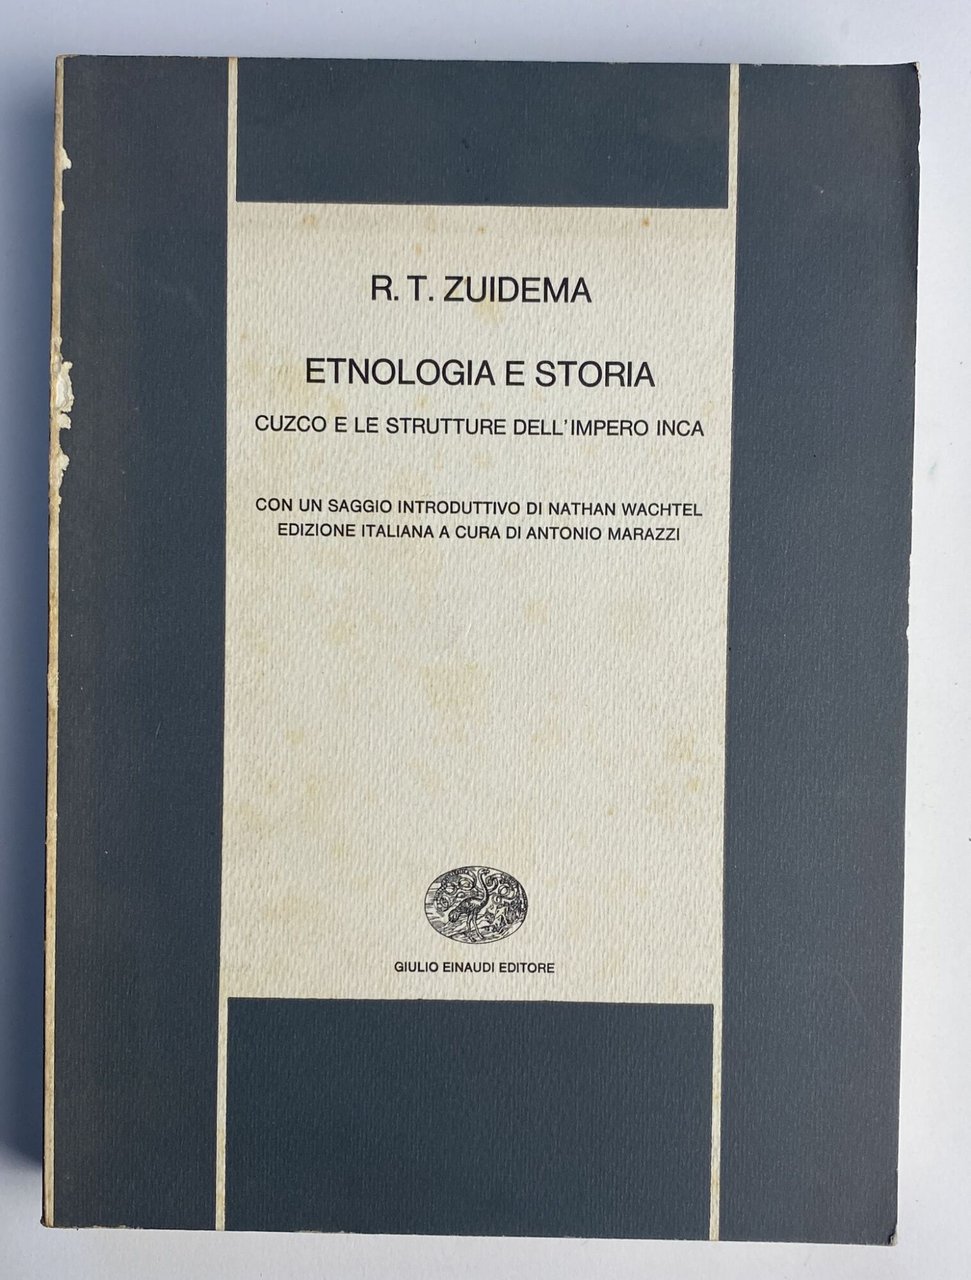 R. T. ZUIDEMA
ETNOLOGIA E STORIA
CUZCO E LE STRUTTURE DELL'IMPERO INCA
CON UN SAGGIO INTRODUTTIVO DI NATHAN WACHTEL
EDIZIONE ITALIANA A CURA DI ANTONIO MARAZZI
GIULIO EINAUDI EDITORE